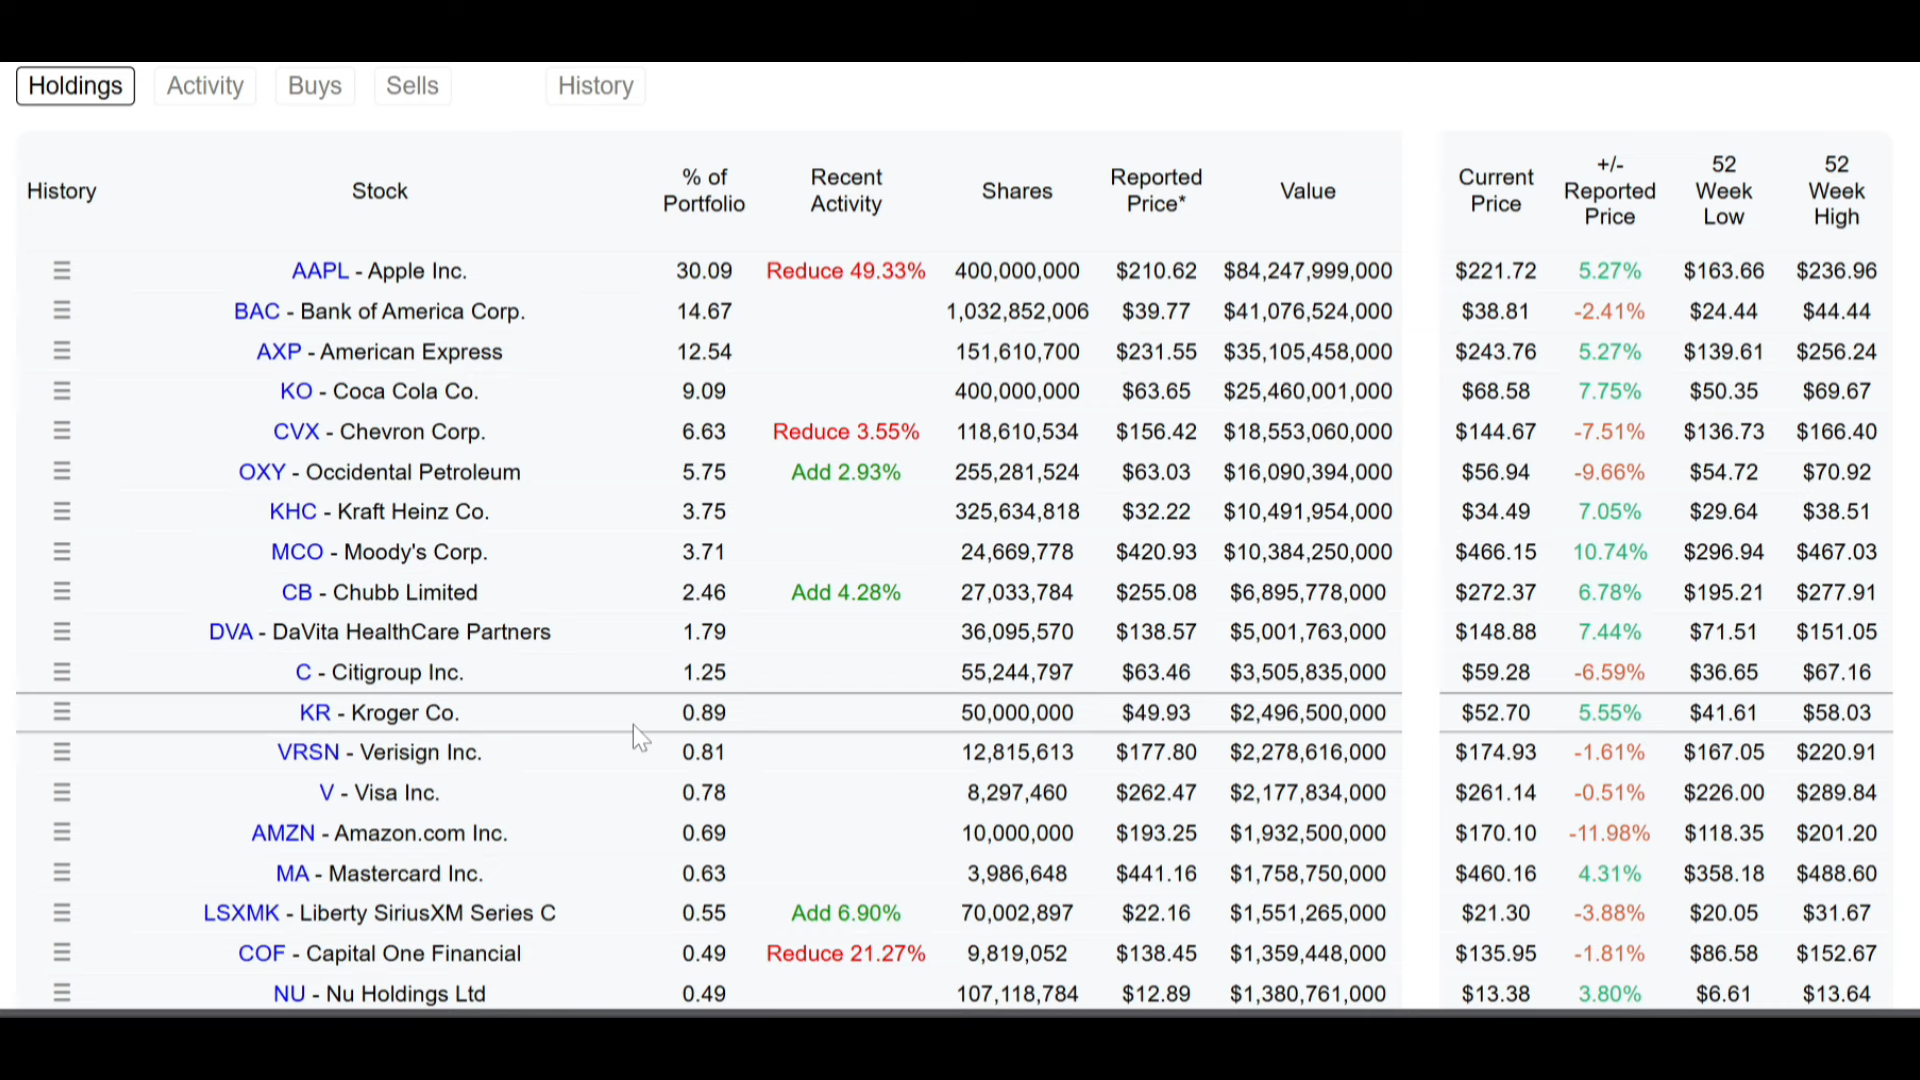 Holdings Activity Buys Sells History
History Stock % of Portfolio Recent Activity Shares Reported Price* Value Current Price +/- Reported Price 52 Week Low 52 Week High
AAPL - Apple Inc. 30.09 Reduce 49.33% 400,000,000 $210.62 $84,247,999,000 $221.72 5.27% $163.66 $236.96
BAC - Bank of America Corp. 14.67 1,032,852,006 $39.77 $41,076,524,000 $38.81 -2.41% $24.44 $44.44
AXP - American Express 12.54 151,610,700 $231.55 $35,105,458,000 $243.76 5.27% $139.61 $256.24
KO - Coca Cola Co. 9.09 400,000,000 $63.65 $25,460,001,000 $68.58 7.75% $50.35 $69.67
CVX - Chevron Corp. 6.63 Reduce 3.55% 118,610,534 $156.42 $18,553,060,000 $144.67 -7.51% $136.73 $166.40
OXY - Occidental Petroleum 5.75 Add 2.93% 255,281,524 $63.03 $16,090,394,000 $56.94 -9.66% $54.72 $70.92
KHC - Kraft Heinz Co. 3.75 325,634,818 $32.22 $10,491,954,000 $34.49 7.05% $29.64 $38.51
MCO - Moody's Corp. 3.71 24,669,778 $420.93 $10,384,250,000 $466.15 10.74% $296.94 $467.03
CB - Chubb Limited 2.46 Add 4.28% 27,033,784 $255.08 $6,895,778,000 $272.37 6.78% $195.21 $277.91
DVA - DaVita HealthCare Partners 1.79 36,095,570 $138.57 $5,001,763,000 $148.88 7.44% $71.51 $151.05
C - Citigroup Inc. 1.25 55,244,797 $63.46 $3,505,835,000 $59.28 -6.59% $36.65 $67.16
KR - Kroger Co. 0.89 50,000,000 $49.93 $2,496,500,000 $52.70 5.55% $41.61 $58.03
VRSN - Verisign Inc. 0.81 12,815,613 $177.80 $2,278,616,000 $174.93 -1.61% $167.05 $220.91
V - Visa Inc. 0.78 8,297,460 $262.47 $2,177,834,000 $261.14 -0.51% $226.00 $289.84
AMZN - Amazon.com Inc. 0.69 10,000,000 $193.25 $1,932,500,000 $170.10 -11.98% $118.35 $201.20
MA - Mastercard Inc. 0.63 3,986,648 $441.16 $1,758,750,000 $460.16 4.31% $358.18 $488.60
LSXMK - Liberty SiriusXM Series C 0.55 Add 6.90% 70,002,897 $22.16 $1,551,265,000 $21.30 -3.88% $20.05 $31.67
COF - Capital One Financial 0.49 Reduce 21.27% 9,819,052 $138.45 $1,359,448,000 $135.95 -1.81% $86.58 $152.67
NU - Nu Holdings Ltd 0.49 107,118,784 $12.89 $1,380,761,000 $13.38 3.80% $6.61 $13.64